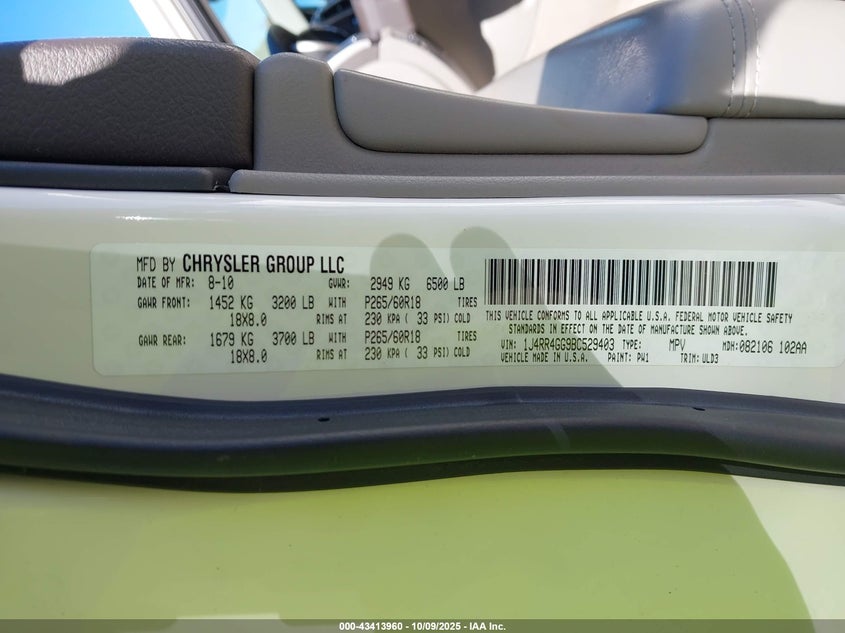 MFD BY CHRYSLER GROUP LLC
DATE OF MFR: 8-10 GVWR: 2949 KG 6500 LB
GAWR FRONT: 1452 KG 3200 LB WITH P265/60R18 TIRES
18X8.0 RIMS AT 230 KPA ( 33 PSI) COLD
GAWR REAR: 1679 KG 3700 LB WITH P265/60R18 TIRES
18X8.0 RIMS AT 230 KPA ( 33 PSI) COLD
THIS VEHICLE CONFORMS TO ALL APPLICABLE U.S.A. FEDERAL MOTOR VEHICLE SAFETY
STANDARDS IN EFFECT ON THE DATE OF MANUFACTURE SHOWN ABOVE.
VIN: 1J4RR4GG9BC529403 TYPE: MPV MDH: 082106 102AA
VEHICLE MADE IN U.S.A. PAINT: PW1 TRIM: ULD3
000-43413960 - 10/09/2025 - IAA Inc.